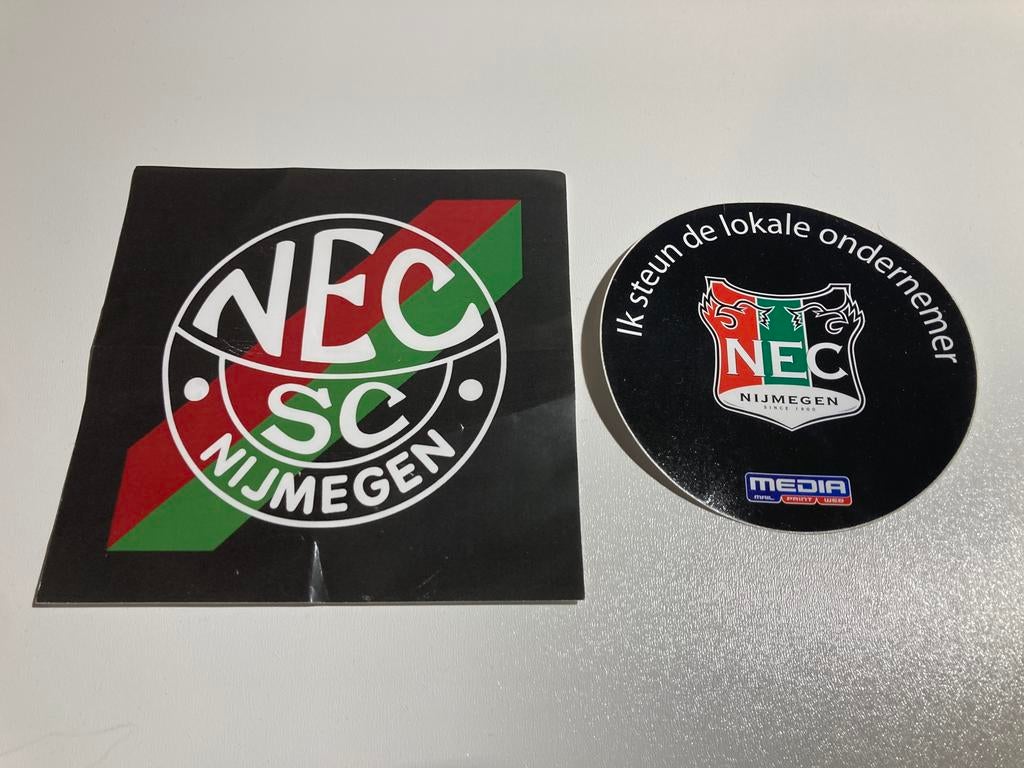 NEC
SC
NIJMEGEN
Ik steun de lokale ondernemer
NEC
NIJMEGEN
SINCE 1900
MEDIA
MAIL PRINT WEB